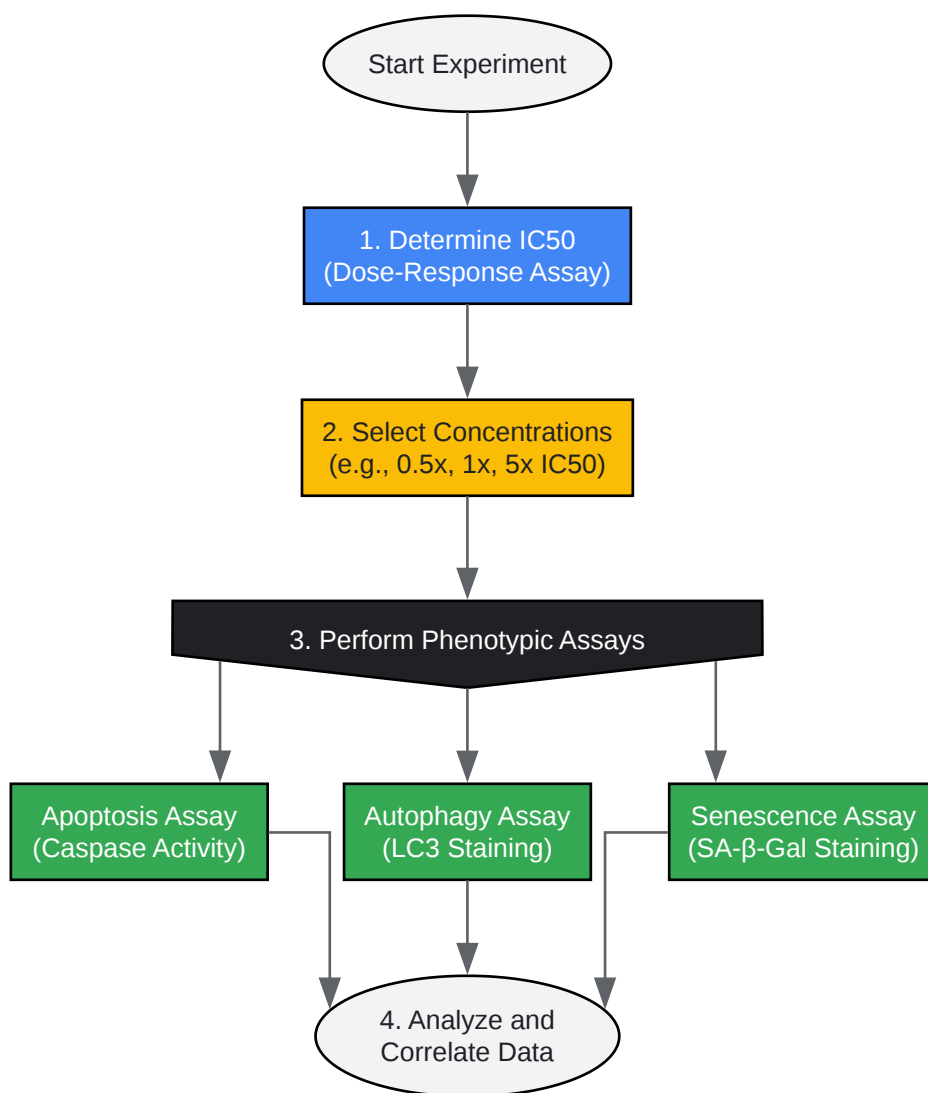 Start Experiment
1. Determine IC50
(Dose-Response Assay)
2. Select Concentrations
(e.g., 0.5x, 1x, 5x IC50)
3. Perform Phenotypic Assays
Apoptosis Assay
(Caspase Activity)
Autophagy Assay
(LC3 Staining)
Senescence Assay
(SA-β-Gal Staining)
4. Analyze and
Correlate Data